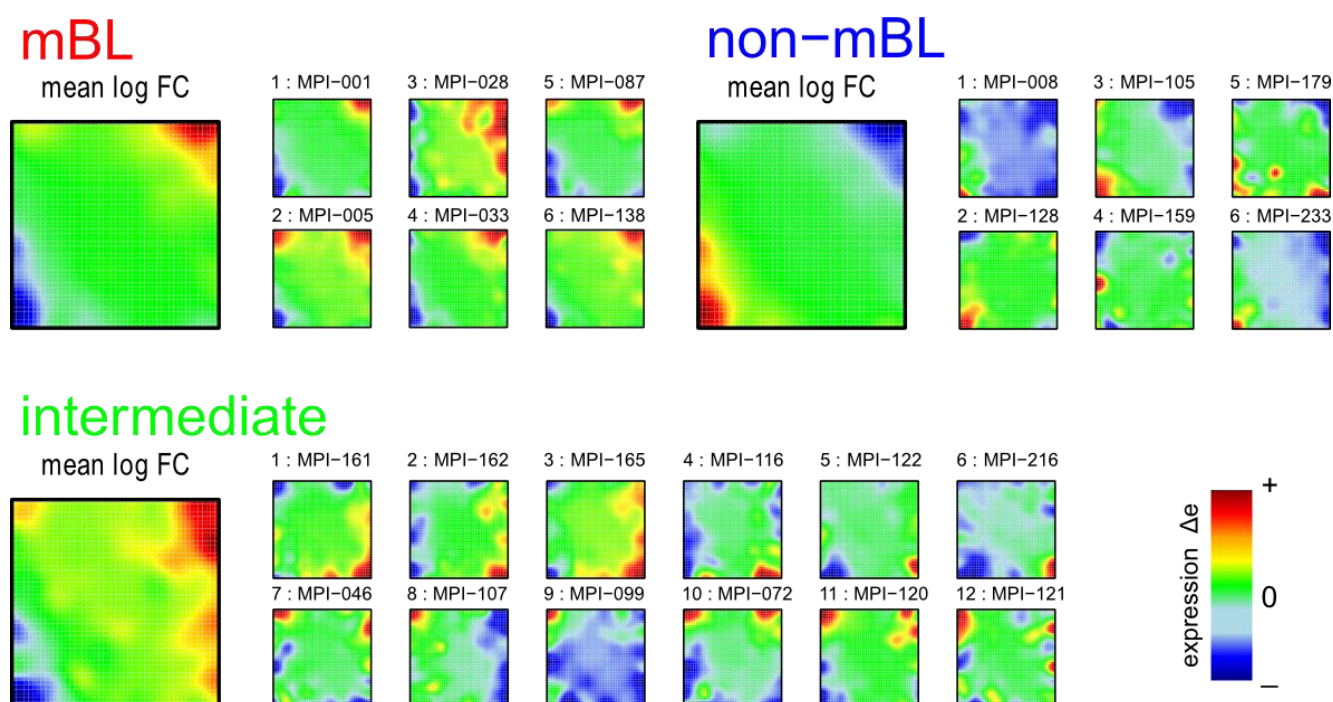 mBL
mean log FC
1 : MPI−001 3 : MPI−028 5 : MPI−087
2 : MPI−005 4 : MPI−033 6 : MPI−138
non−mBL
mean log FC
1 : MPI−008 3 : MPI−105 5 : MPI−179
2 : MPI−128 4 : MPI−159 6 : MPI−233
intermediate
mean log FC
1 : MPI−161 2 : MPI−162 3 : MPI−165 4 : MPI−116 5 : MPI−122 6 : MPI−216
7 : MPI−046 8 : MPI−107 9 : MPI−099 10 : MPI−072 11 : MPI−120 12 : MPI−121
expression Δe
+
0
−